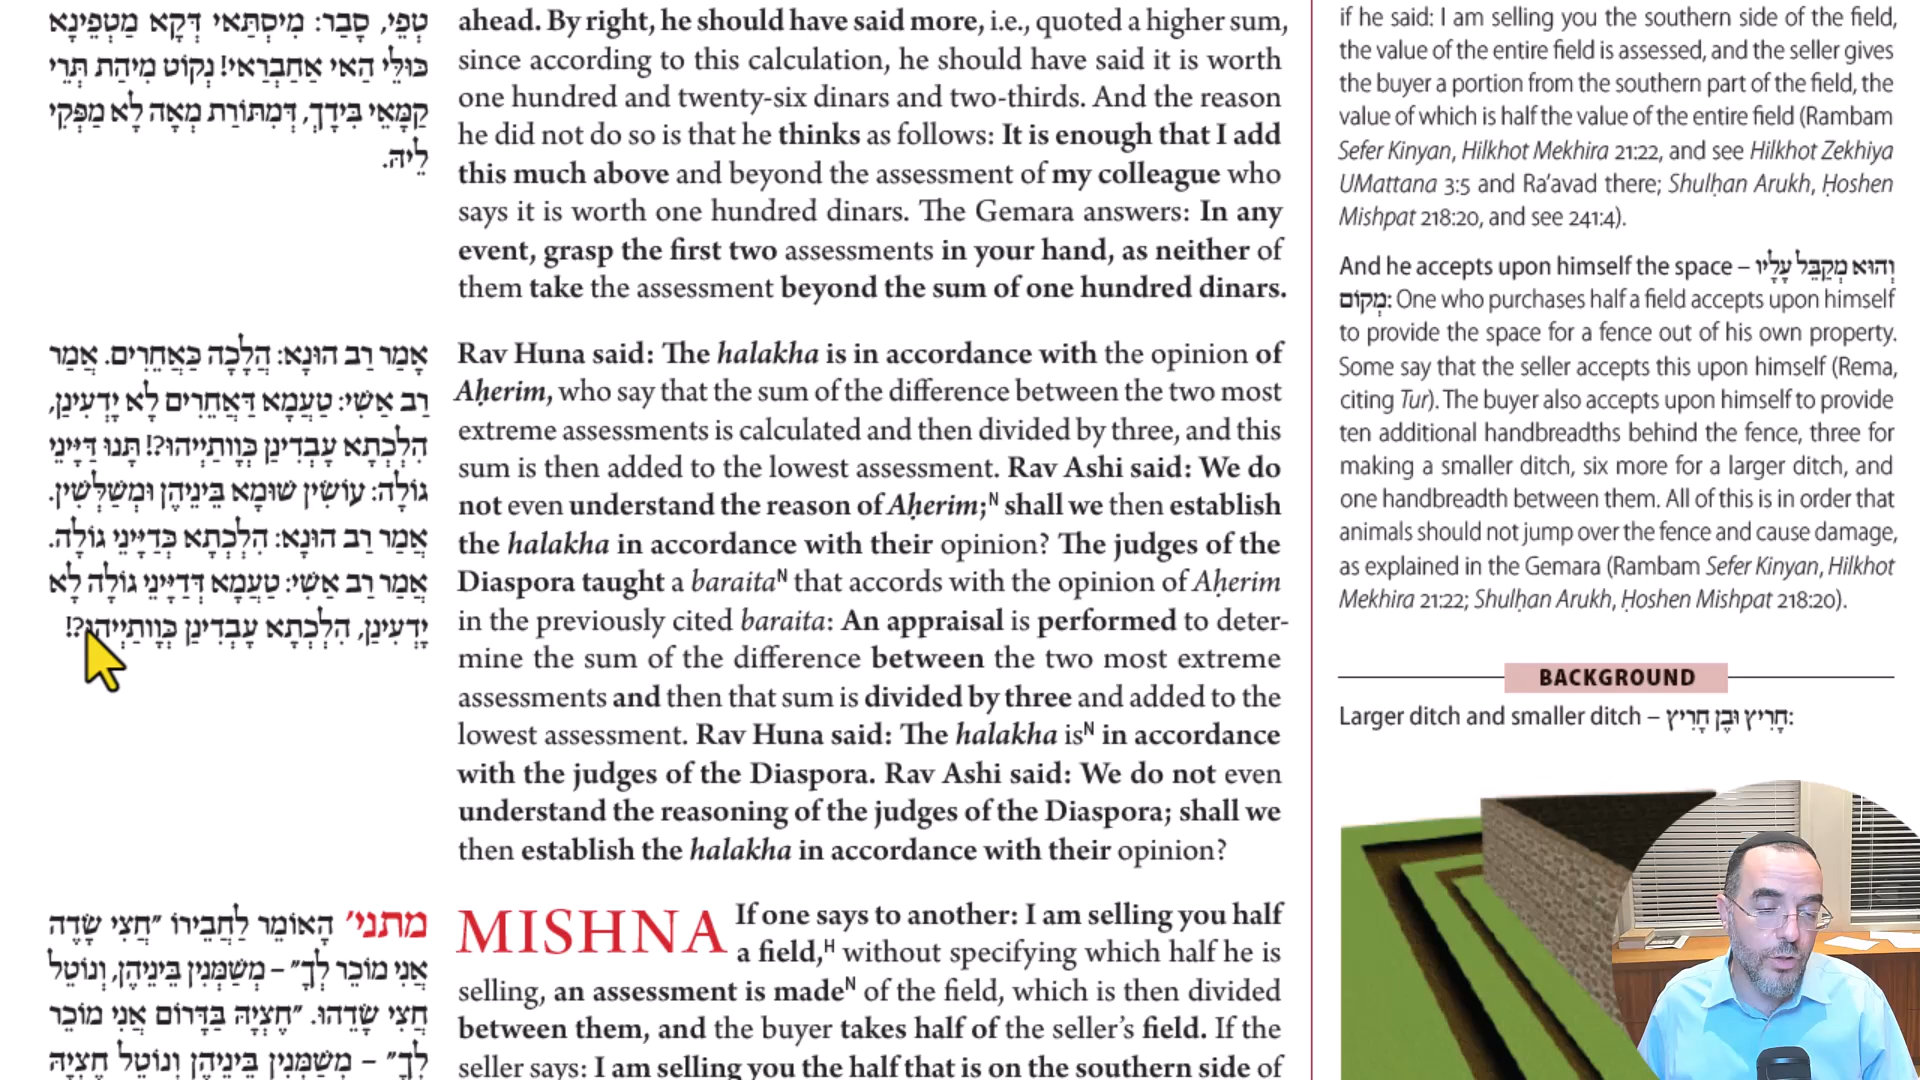 טְפֵי, סָבַר: מִיסְתַּאי דְּקָא מַטְפֵינָא
כּוּלֵּי הַאי אַחַבְרַאי! נְקוֹט מִיהַת תְּרֵי
קַמָּאֵי בִּידָךְ, דְּמִתּוֹרַת מְאָה לָא מַפְּקִי
לֵיהּ.
אָמַר רַב הוּנָא: הֲלָכָה כַּאֲחֵרִים. אֲמַר
רַב אַשִׁי: טַעֲמָא דַּאֲחֵרִים לָא יָדְעִינַן,
הִלְכְתָא עָבְדִינַן כְּוָותַיְיהוּ?! תָּנוּ דַּיָּינֵי
גּוֹלָה: עוֹשִׂין שׁוּמָא בֵּינֵיהֶן וּמְשַׁלְּשִׁין.
אֲמַר רַב הוּנָא: הִלְכְתָא כְּדַיָּינֵי גוֹלָה.
אֲמַר רַב אַשִׁי: טַעֲמָא דְּדַיָּינֵי גוֹלָה לָא
יָדְעִינַן, הִלְכְתָא עָבְדִינַן כְּוָותַיְיהוּ?!
מתני׳ הָאוֹמֵר לַחֲבֵירוֹ ״חֲצִי שָׂדֶה
אֲנִי מוֹכֵר לָךְ״ – מְשַׁמְּנִין בֵּינֵיהֶן, וְנוֹטֵל
חֲצִי שָׂדֵהוּ. ״חֶצְיָהּ בַּדָּרוֹם אֲנִי מוֹכֵר
לָךְ״ – מְשַׁמְּנִין בֵּינֵיהֶן וְנוֹטֵל חֶצְיָהּ
ahead. By right, he should have said more, i.e., quoted a higher sum,
since according to this calculation, he should have said it is worth
one hundred and twenty-six dinars and two-thirds. And the reason
he did not do so is that he thinks as follows: It is enough that I add
this much above and beyond the assessment of my colleague who
says it is worth one hundred dinars. The Gemara answers: In any
event, grasp the first two assessments in your hand, as neither of
them take the assessment beyond the sum of one hundred dinars.
Rav Huna said: The halakha is in accordance with the opinion of
Aḥerim, who say that the sum of the difference between the two most
extreme assessments is calculated and then divided by three, and this
sum is then added to the lowest assessment. Rav Ashi said: We do
not even understand the reason of Aḥerim;ᴺ shall we then establish
the halakha in accordance with their opinion? The judges of the
Diaspora taught a baraitaᴺ that accords with the opinion of Aḥerim
in the previously cited baraita: An appraisal is performed to deter-
mine the sum of the difference between the two most extreme
assessments and then that sum is divided by three and added to the
lowest assessment. Rav Huna said: The halakha isᴺ in accordance
with the judges of the Diaspora. Rav Ashi said: We do not even
understand the reasoning of the judges of the Diaspora; shall we
then establish the halakha in accordance with their opinion?
MISHNA If one says to another: I am selling you half
a field,ᴴ without specifying which half he is
selling, an assessment is madeᴺ of the field, which is then divided
between them, and the buyer takes half of the seller's field. If the
seller says: I am selling you the half that is on the southern side of
if he said: I am selling you the southern side of the field,
the value of the entire field is assessed, and the seller gives
the buyer a portion from the southern part of the field, the
value of which is half the value of the entire field (Rambam
Sefer Kinyan, Hilkhot Mekhira 21:22, and see Hilkhot Zekhiya
UMattana 3:5 and Ra'avad there; Shulḥan Arukh, Ḥoshen
Mishpat 218:20, and see 241:4).
And he accepts upon himself the space – וְהוּא מְקַבֵּל עָלָיו
מָקוֹם: One who purchases half a field accepts upon himself
to provide the space for a fence out of his own property.
Some say that the seller accepts this upon himself (Rema,
citing Tur). The buyer also accepts upon himself to provide
ten additional handbreadths behind the fence, three for
making a smaller ditch, six more for a larger ditch, and
one handbreadth between them. All of this is in order that
animals should not jump over the fence and cause damage,
as explained in the Gemara (Rambam Sefer Kinyan, Hilkhot
Mekhira 21:22; Shulḥan Arukh, Ḥoshen Mishpat 218:20).
BACKGROUND
Larger ditch and smaller ditch – חָרִיץ וּבֶן חָרִיץ: